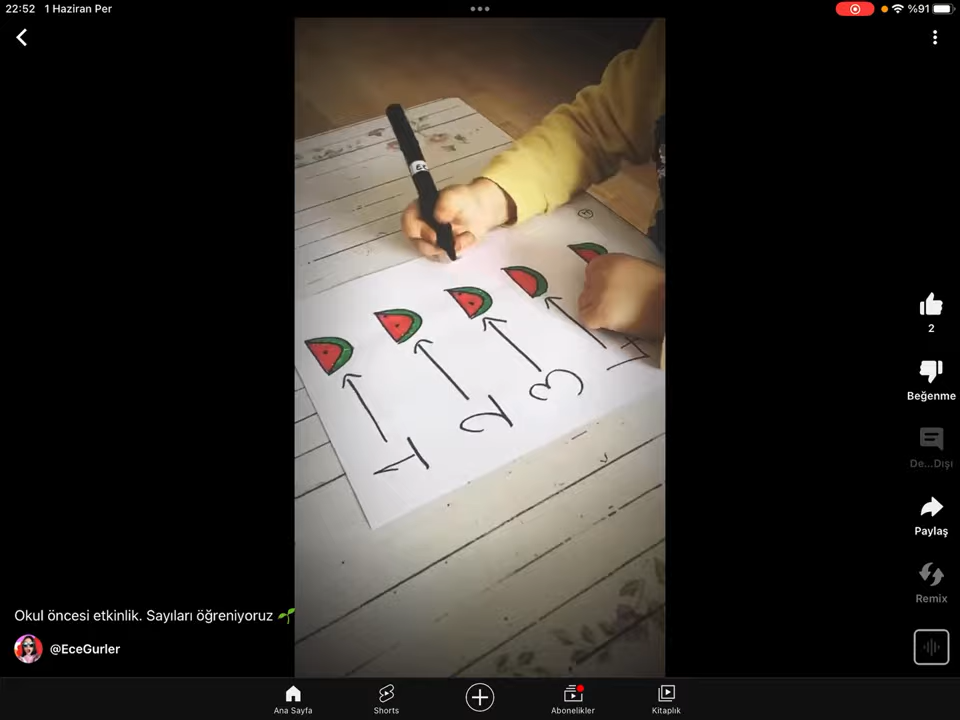 22:52 1 Haziran Per
%91
1
2
3
4
2
Beğenme
De...Dışı
Paylaş
Remix
Okul öncesi etkinlik. Sayıları öğreniyoruz
@EceGurler
Ana Sayfa
Shorts
Abonelikler
Kitaplık